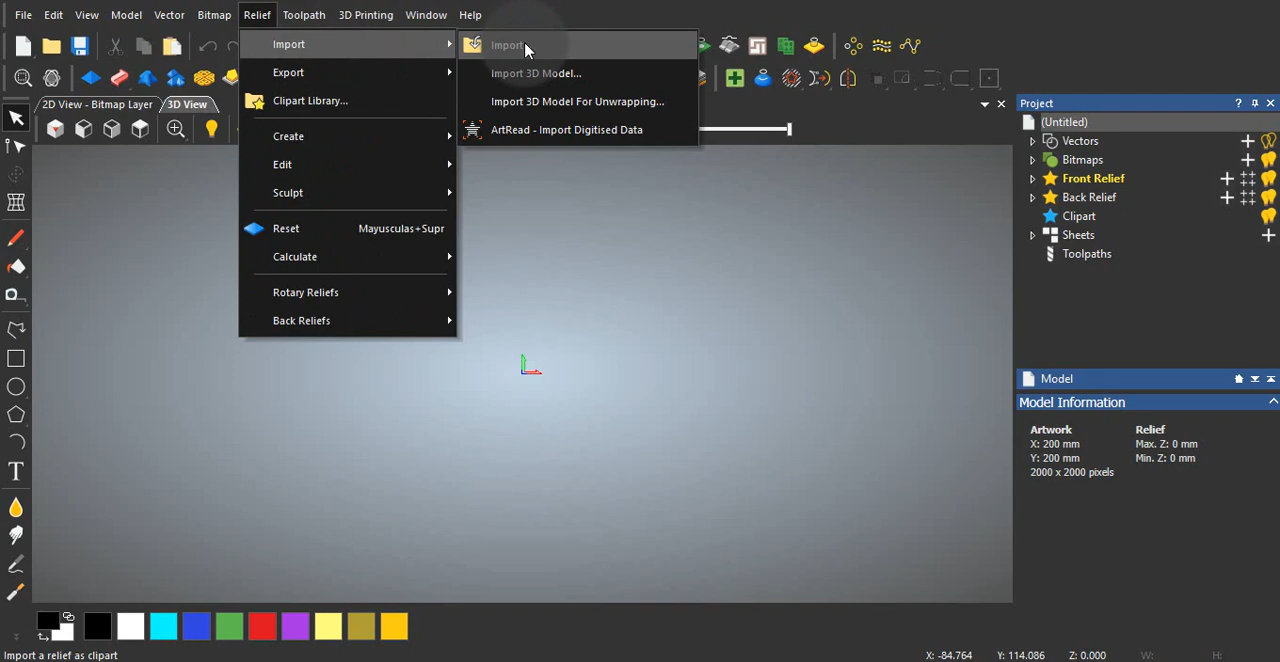 File Edit View Model Vector Bitmap Relief Toolpath 3D Printing Window Help
Import
Export
Clipart Library...
Create
Edit
Sculpt
Reset Mayusculas+Supr
Calculate
Rotary Reliefs
Back Reliefs
Import
Import 3D Model...
Import 3D Model For Unwrapping...
ArtRead - Import Digitised Data
2D View - Bitmap Layer 3D View
Project
(Untitled)
Vectors
Bitmaps
Front Relief
Back Relief
Clipart
Sheets
Toolpaths
Model
Model Information
Artwork Relief
X: 200 mm Max. Z: 0 mm
Y: 200 mm Min. Z: 0 mm
2000 x 2000 pixels
Import a relief as clipart X: -84.764 Y: 114.086 Z: 0.000 W: H: